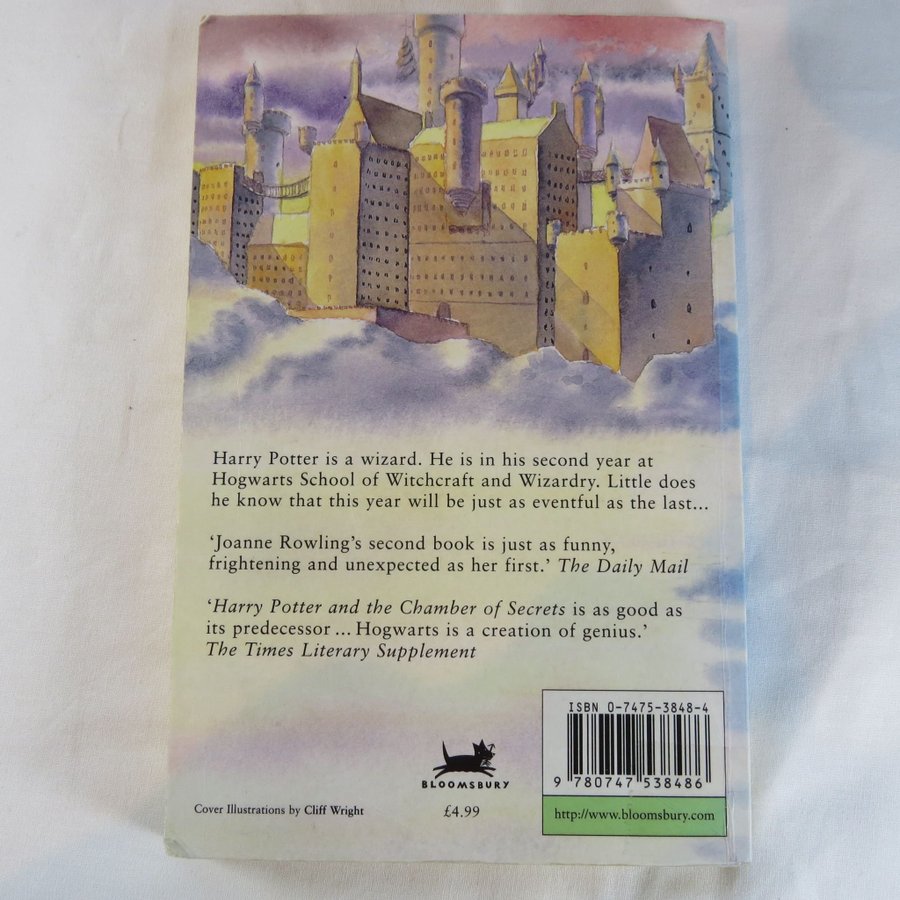 Harry Potter is a wizard. He is in his second year at
Hogwarts School of Witchcraft and Wizardry. Little does
he know that this year will be just as eventful as the last...
‘Joanne Rowling’s second book is just as funny,
frightening and unexpected as her first.’ The Daily Mail
‘Harry Potter and the Chamber of Secrets is as good as
its predecessor ... Hogwarts is a creation of genius.’
The Times Literary Supplement
ISBN 0-7475-3848-4
9 780747 538486
BLOOMSBURY
Cover Illustrations by Cliff Wright
£4.99
http://www.bloomsbury.com